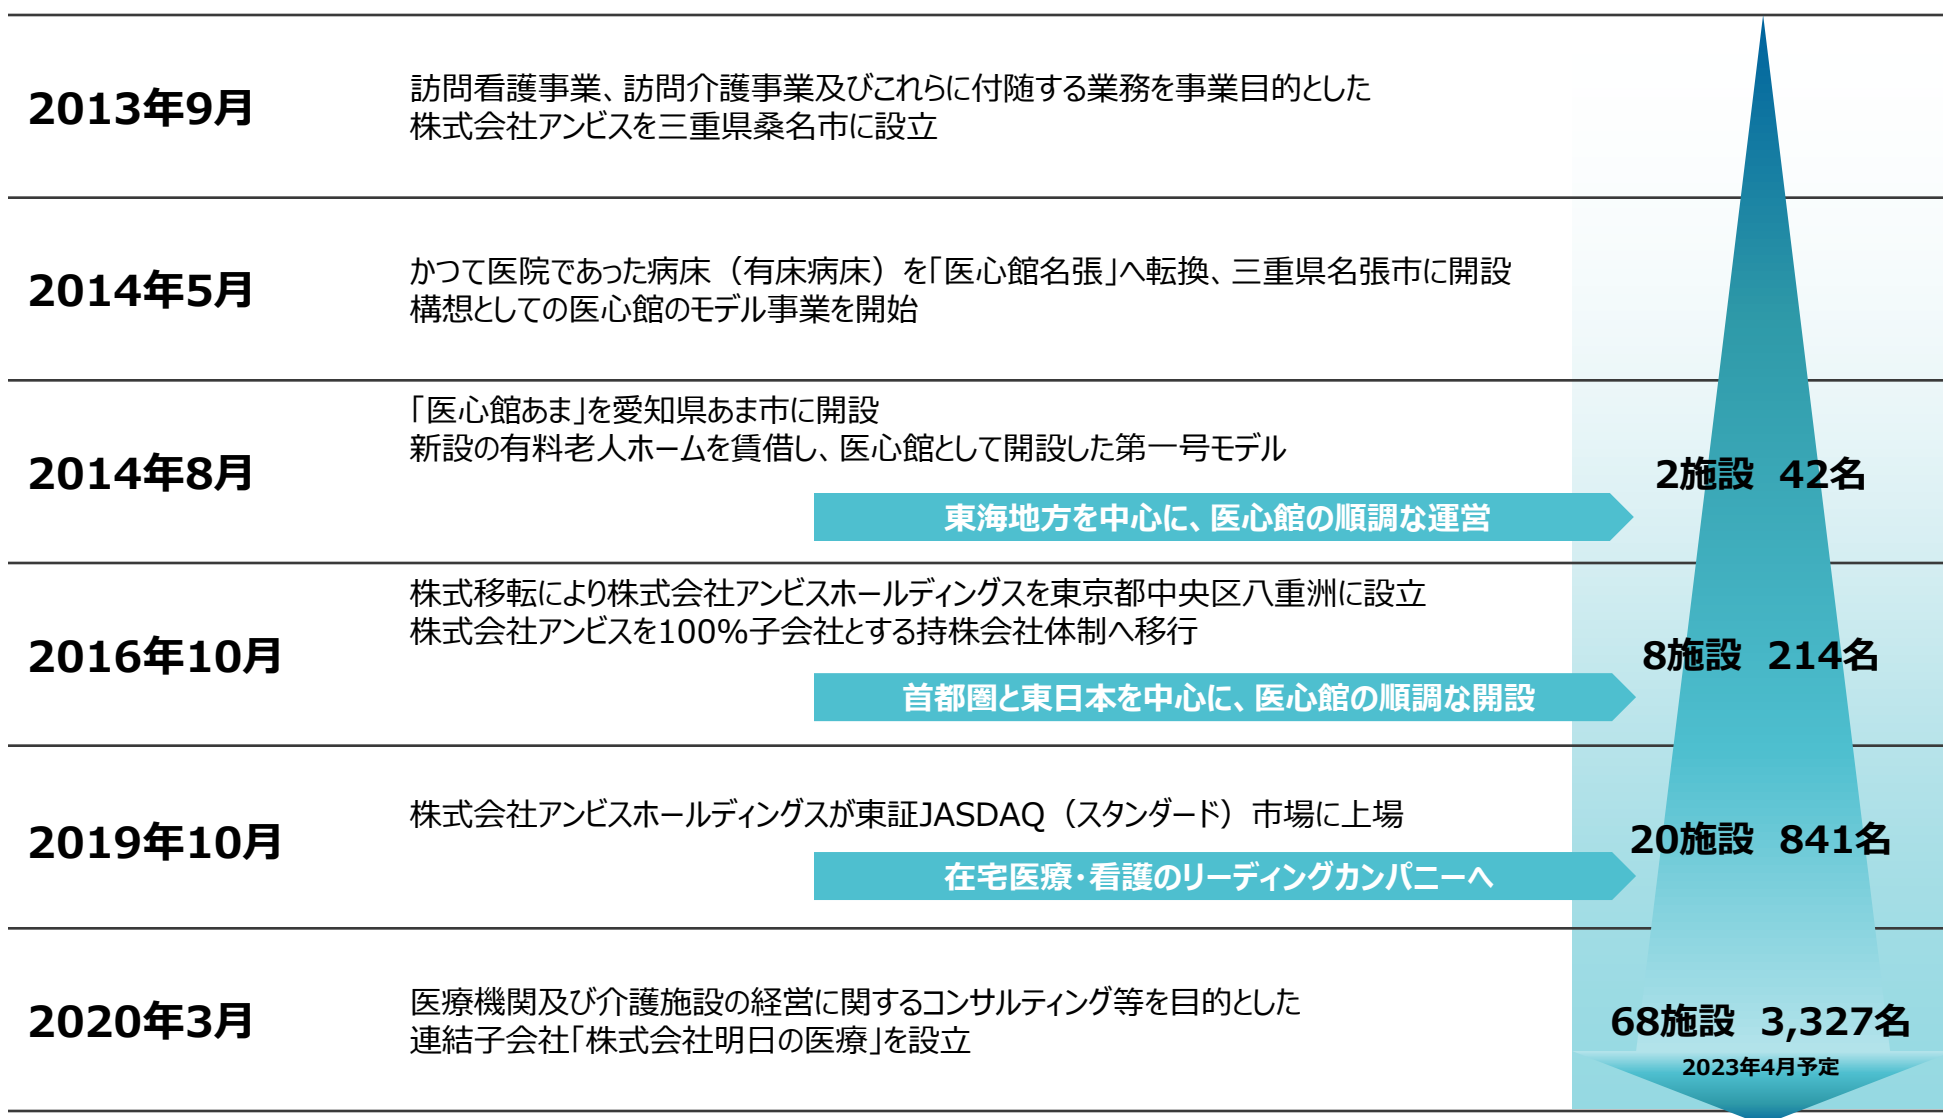 2013年9月
訪問看護事業、訪問介護事業及びこれらに付随する業務を事業目的とした
株式会社アンビスを三重県桑名市に設立
2014年5月
かつて医院であった病床（有床病床）を「医心館名張」へ転換、三重県名張市に開設
構想としての医心館のモデル事業を開始
2014年8月
「医心館あま」を愛知県あま市に開設
新設の有料老人ホームを賃借し、医心館として開設した第一号モデル
東海地方を中心に、医心館の順調な運営
2施設 42名
2016年10月
株式移転により株式会社アンビスホールディングスを東京都中央区八重洲に設立
株式会社アンビスを100%子会社とする持株会社体制へ移行
首都圏と東日本を中心に、医心館の順調な開設
8施設 214名
2019年10月
株式会社アンビスホールディングスが東証JASDAQ（スタンダード）市場に上場
在宅医療・看護のリーディングカンパニーへ
20施設 841名
2020年3月
医療機関及び介護施設の経営に関するコンサルティング等を目的とした
連結子会社「株式会社明日の医療」を設立
68施設 3,327名
2023年4月予定